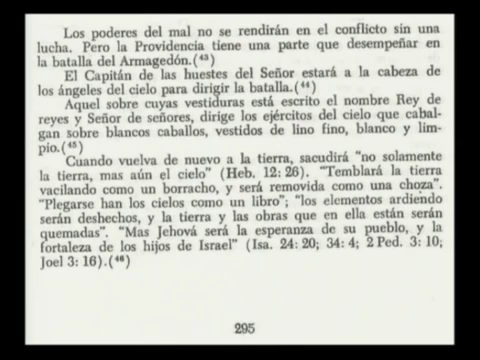 Los poderes del mal no se rendirán en el conflicto sin una
lucha. Pero la Providencia tiene una parte que desempeñar en
la batalla del Armagedón.(⁴³)
El Capitán de las huestes del Señor estará a la cabeza de
los ángeles del cielo para dirigir la batalla.(⁴⁴)
Aquel sobre cuyas vestiduras está escrito el nombre Rey de
reyes y Señor de señores, dirige los ejércitos del cielo que cabal-
gan sobre blancos caballos, vestidos de lino fino, blanco y lim-
pio.(⁴⁵)
Cuando vuelva de nuevo a la tierra, sacudirá “no solamente
la tierra, mas aún el cielo” (Heb. 12: 26). “Temblará la tierra
vacilando como un borracho, y será removida como una choza”.
“Plegarse han los cielos como un libro”; “los elementos ardiendo
serán deshechos, y la tierra y las obras que en ella están serán
quemadas”. “Mas Jehová será la esperanza de su pueblo, y la
fortaleza de los hijos de Israel” (Isa. 24: 20; 34: 4; 2 Ped. 3: 10;
Joel 3: 16).(⁴⁶)
295